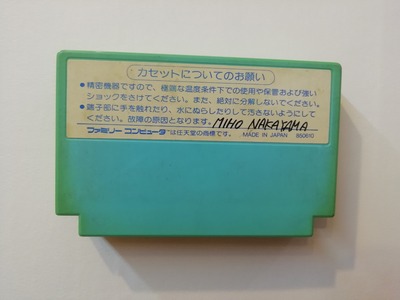 カセットについてのお願い
●精密機器ですので、極端な温度条件下での使用や保管および強い
ショックをさけてください。また、絶対に分解しないでください。
●端子部に手を触れたり、水にぬらしたりして汚さないようにして
ください。故障の原因となります。MIHO NAKAYAMA
ファミリーコンピュータ™は任天堂の商標です。 MADE IN JAPAN 850610